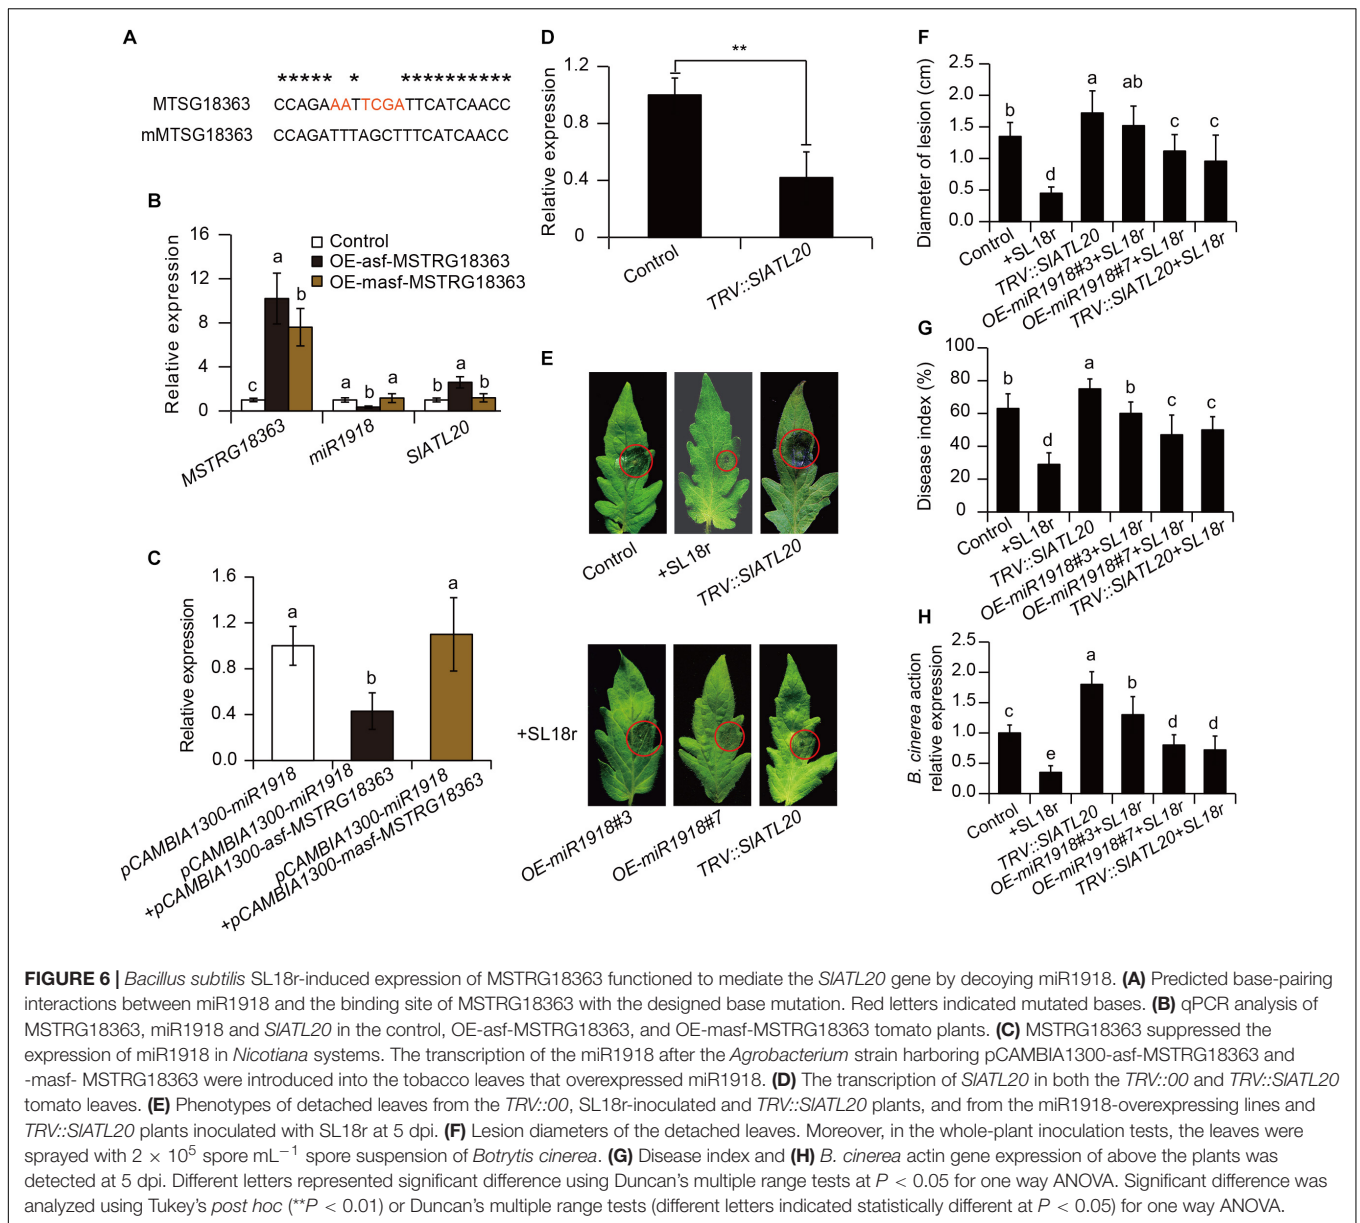 A
***** * **********
MTSG18363 CCAGAAATTCGATTCATCAACC
mMTSG18363 CCAGATTTAGCTTTCATCAACC
B
Relative expression
16
12
8
4
0
Control
OE-asf-MSTRG18363
OE-masf-MSTRG18363
c a b a b a b a b
MSTRG18363 miR1918 SlATL20
C
Relative expression
1.6
1.2
0.8
0.4
0.0
a b a
pCAMBIA1300-miR1918
pCAMBIA1300-miR1918
+pCAMBIA1300-asf-MSTRG18363
pCAMBIA1300-miR1918
+pCAMBIA1300-masf-MSTRG18363
D
Relative expression
1.2
0.8
0.4
0
**
Control TRV::SlATL20
E
Control +SL18r TRV::SlATL20
+SL18r
OE-miR1918#3 OE-miR1918#7 TRV::SlATL20
F
Diameter of lesion (cm)
2.5
2.0
1.5
1.0
0.5
0.0
b d a ab c c
Control
+SL18r
TRV::SlATL20
OE-miR1918#3+SL18r
OE-miR1918#7+SL18r
TRV::SlATL20+SL18r
G
Disease index (%)
100
80
60
40
20
0
b d a b c c
Control
+SL18r
TRV::SlATL20
OE-miR1918#3+SL18r
OE-miR1918#7+SL18r
TRV::SlATL20+SL18r
H
B. cinerea action
relative expression
2.5
2.0
1.5
1.0
0.5
0.0
c e a b d d
Control
+SL18r
TRV::SlATL20
OE-miR1918#3+SL18r
OE-miR1918#7+SL18r
TRV::SlATL20+SL18r
FIGURE 6 | Bacillus subtilis SL18r-induced expression of MSTRG18363 functioned to mediate the SlATL20 gene by decoying miR1918. (A) Predicted base-pairing
interactions between miR1918 and the binding site of MSTRG18363 with the designed base mutation. Red letters indicated mutated bases. (B) qPCR analysis of
MSTRG18363, miR1918 and SlATL20 in the control, OE-asf-MSTRG18363, and OE-masf-MSTRG18363 tomato plants. (C) MSTRG18363 suppressed the
expression of miR1918 in Nicotiana systems. The transcription of the miR1918 after the Agrobacterium strain harboring pCAMBIA1300-asf-MSTRG18363 and
-masf- MSTRG18363 were introduced into the tobacco leaves that overexpressed miR1918. (D) The transcription of SlATL20 in both the TRV::00 and TRV::SlATL20
tomato leaves. (E) Phenotypes of detached leaves from the TRV::00, SL18r-inoculated and TRV::SlATL20 plants, and from the miR1918-overexpressing lines and
TRV::SlATL20 plants inoculated with SL18r at 5 dpi. (F) Lesion diameters of the detached leaves. Moreover, in the whole-plant inoculation tests, the leaves were
sprayed with 2 × 10⁵ spore mL⁻¹ spore suspension of Botrytis cinerea. (G) Disease index and (H) B. cinerea actin gene expression of above the plants was
detected at 5 dpi. Different letters represented significant difference using Duncan's multiple range tests at P < 0.05 for one way ANOVA. Significant difference was
analyzed using Tukey's post hoc (**P < 0.01) or Duncan's multiple range tests (different letters indicated statistically different at P < 0.05) for one way ANOVA.